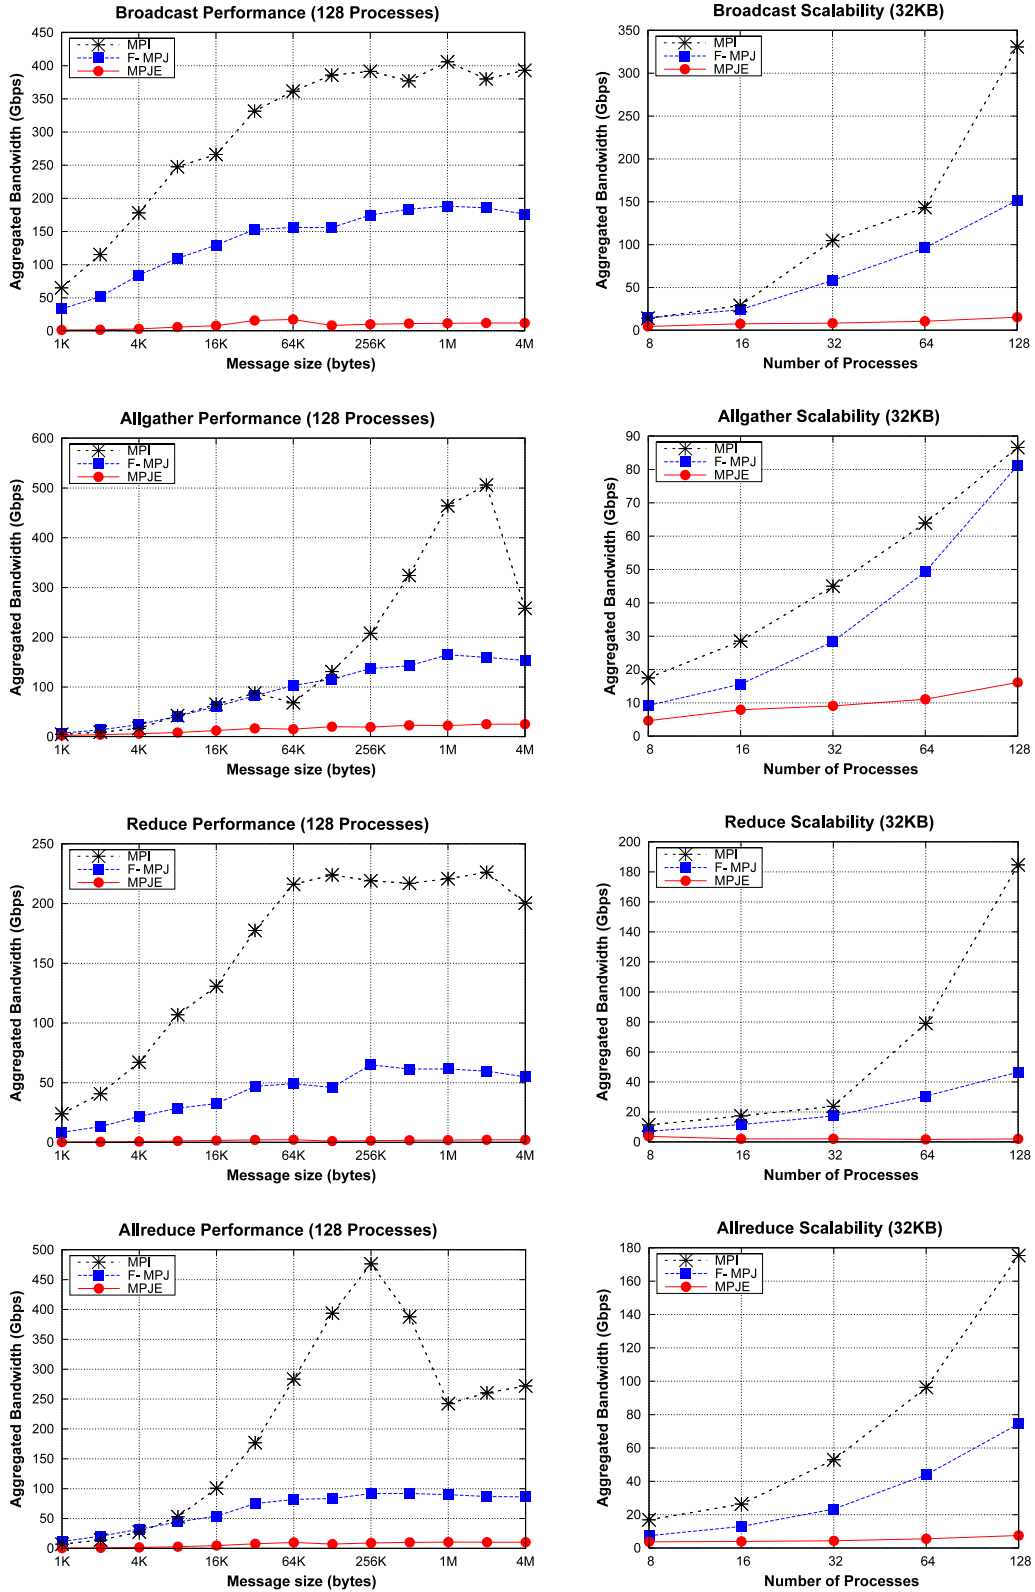 Broadcast Performance (128 Processes)
Aggregated Bandwidth (Gbps)
450
400
350
300
250
200
150
100
50
0
MPI
F- MPJ
MPJE
1K 4K 16K 64K 256K 1M 4M
Message size (bytes)
Broadcast Scalability (32KB)
Aggregated Bandwidth (Gbps)
350
300
250
200
150
100
50
0
MPI
F- MPJ
MPJE
8 16 32 64 128
Number of Processes
Allgather Performance (128 Processes)
Aggregated Bandwidth (Gbps)
600
500
400
300
200
100
0
MPI
F- MPJ
MPJE
1K 4K 16K 64K 256K 1M 4M
Message size (bytes)
Allgather Scalability (32KB)
Aggregated Bandwidth (Gbps)
90
80
70
60
50
40
30
20
10
0
MPI
F- MPJ
MPJE
8 16 32 64 128
Number of Processes
Reduce Performance (128 Processes)
Aggregated Bandwidth (Gbps)
250
200
150
100
50
0
MPI
F- MPJ
MPJE
1K 4K 16K 64K 256K 1M 4M
Message size (bytes)
Reduce Scalability (32KB)
Aggregated Bandwidth (Gbps)
200
180
160
140
120
100
80
60
40
20
0
MPI
F- MPJ
MPJE
8 16 32 64 128
Number of Processes
Allreduce Performance (128 Processes)
Aggregated Bandwidth (Gbps)
500
450
400
350
300
250
200
150
100
50
0
MPI
F- MPJ
MPJE
1K 4K 16K 64K 256K 1M 4M
Message size (bytes)
Allreduce Scalability (32KB)
Aggregated Bandwidth (Gbps)
180
160
140
120
100
80
60
40
20
0
MPI
F- MPJ
MPJE
8 16 32 64 128
Number of Processes